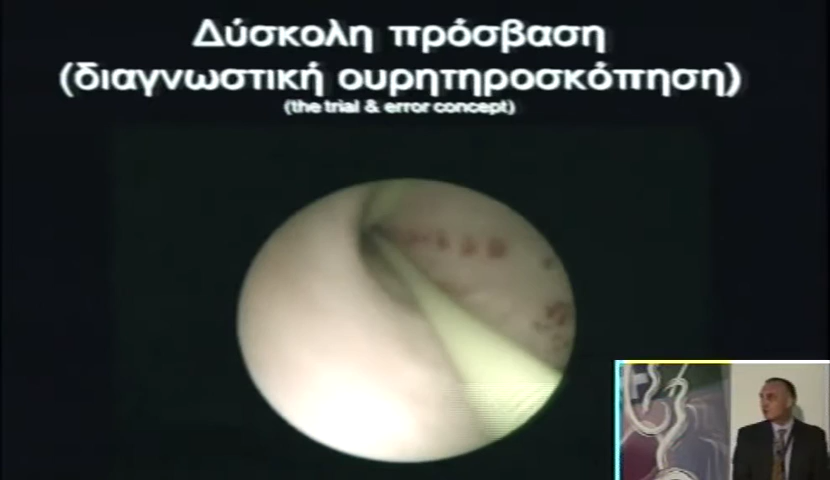 Δύσκολη πρόσβαση
(διαγνωστική ουρητηροσκόπηση)
(the trial & error concept)